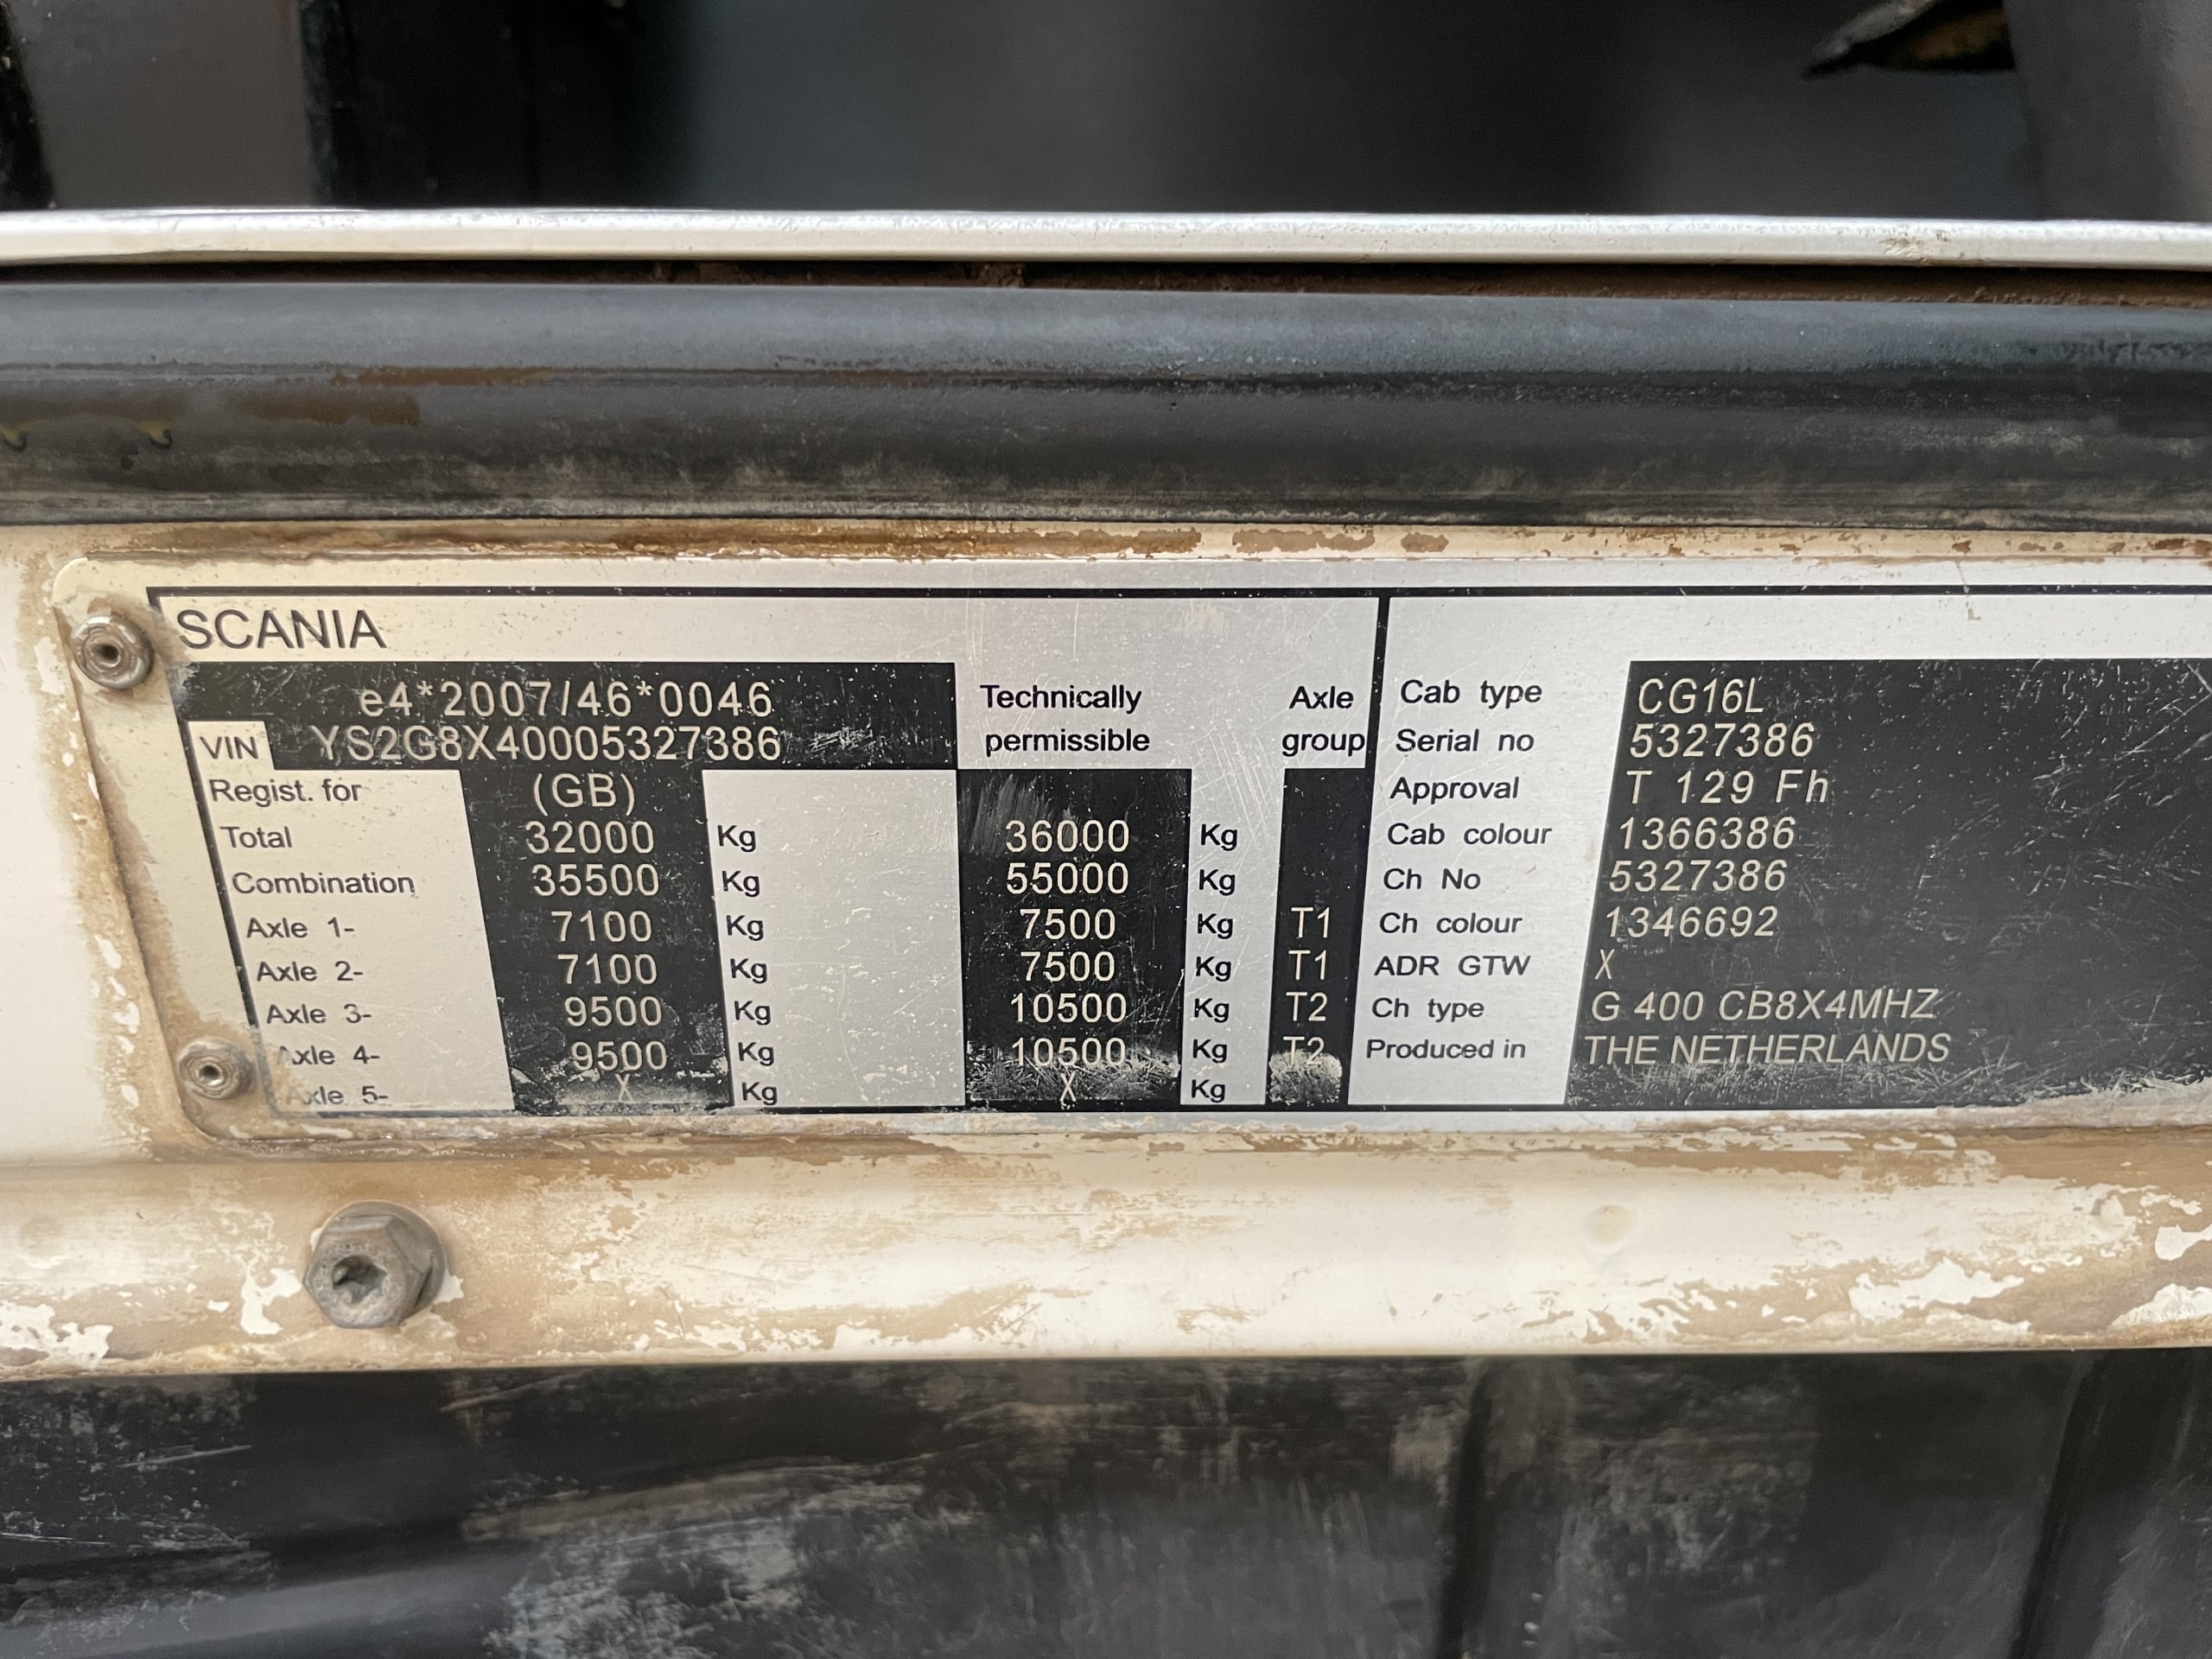 SCANIA
e4*2007/46*0046
VIN YS2G8X40005327386
Technically permissible
Axle group
Regist. for (GB)
Total 32000 Kg 36000 Kg
Combination 35500 Kg 55000 Kg
Axle 1- 7100 Kg 7500 Kg T1
Axle 2- 7100 Kg 7500 Kg T1
Axle 3- 9500 Kg 10500 Kg T2
Axle 4- 9500 Kg 10500 Kg T2
Axle 5- X Kg X Kg
Cab type CG16L
Serial no 5327386
Approval T 129 Fh
Cab colour 1366386
Ch No 5327386
Ch colour 1346692
ADR GTW X
Ch type G 400 CB8X4MHZ
Produced in THE NETHERLANDS